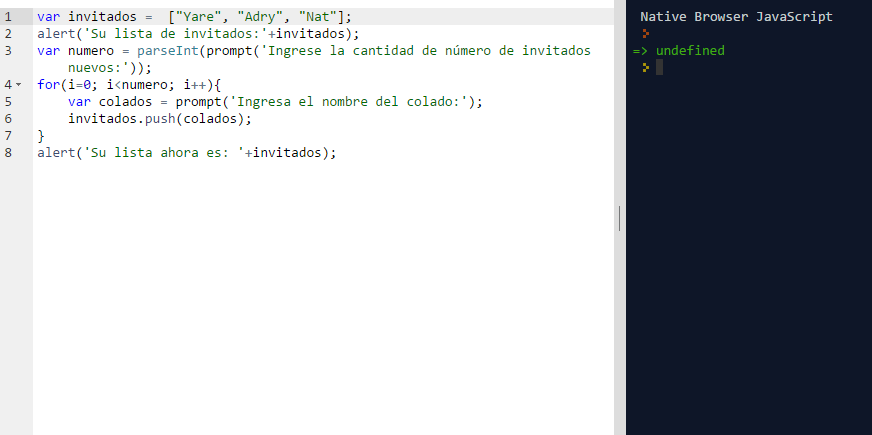 1 var invitados =  ["Yare", "Adry", "Nat"];
2 alert('Su lista de invitados:'+invitados);
3 var numero = parseInt(prompt('Ingrese la cantidad de número de invitados
nuevos:'));
4 for(i=0; i<numero; i++){
5     var colados = prompt('Ingresa el nombre del colado:');
6     invitados.push(colados);
7 }
8 alert('Su lista ahora es: '+invitados);
Native Browser JavaScript
>
=> undefined
>